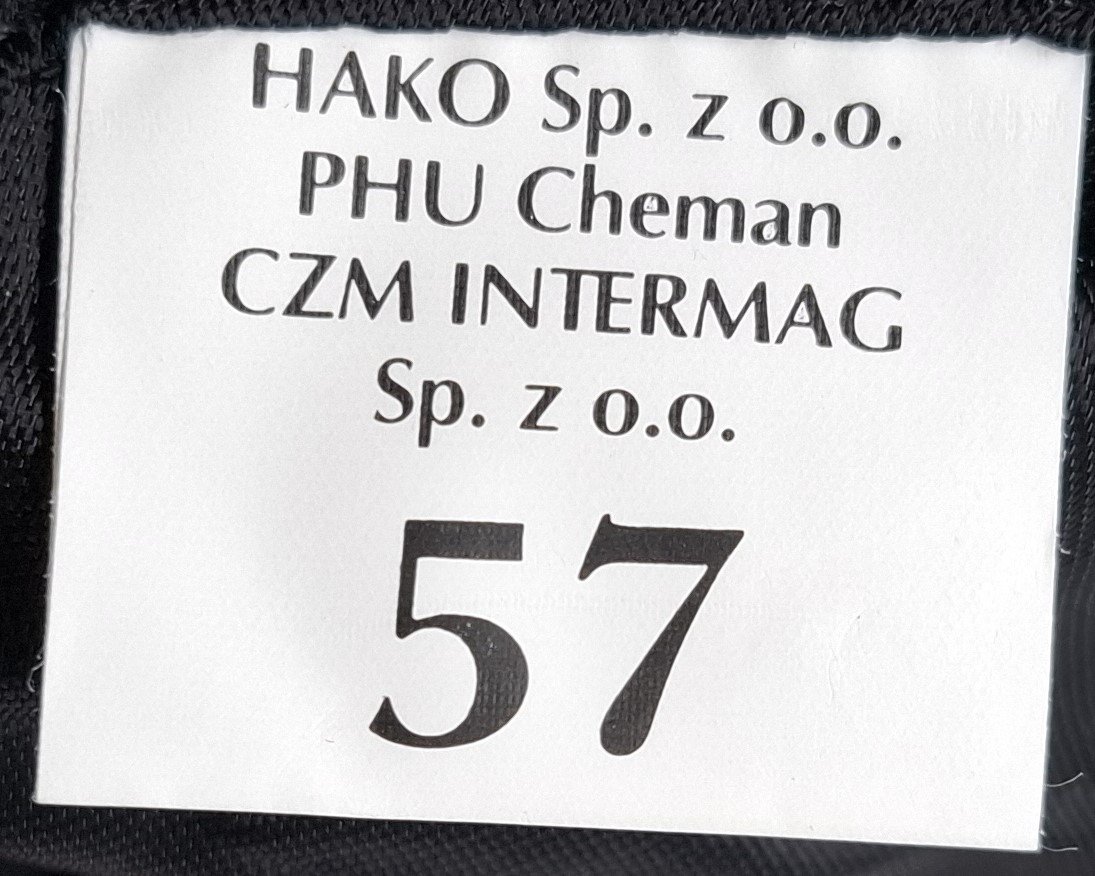 HAKO Sp. z o.o.
PHU Cheman
CZM INTERMAG
Sp. z o.o.
57